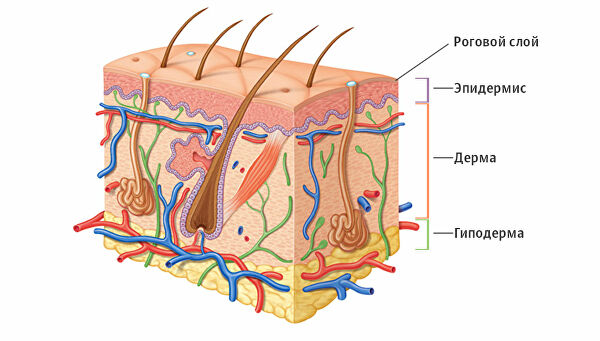 Роговой слой
Эпидермис
Дерма
Гиподерма